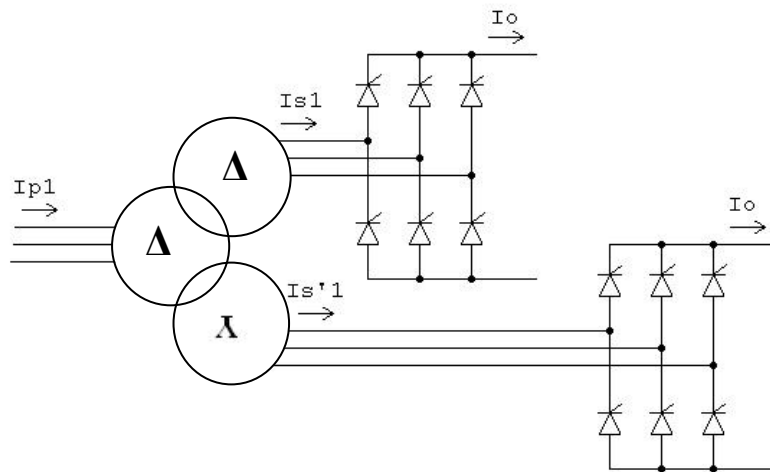 Io
Is1
Δ
Ip1
Δ
Io
Is'1
⅄